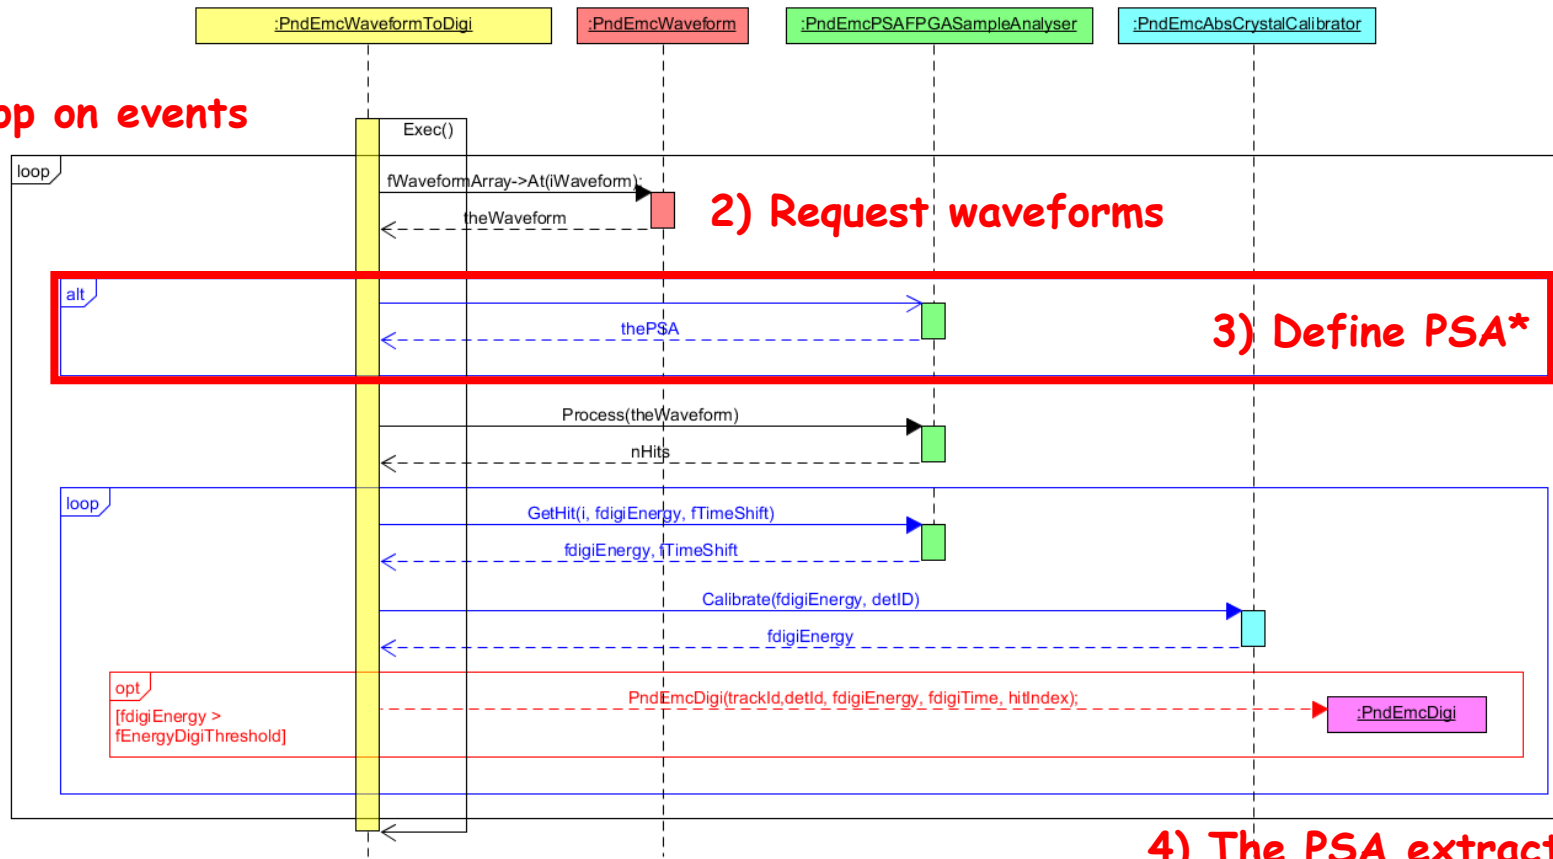 :PndEmcWaveformToDigi
:PndEmcWaveform
:PndEmcPSAFPGASampleAnalyser
:PndEmcAbsCrystalCalibrator
op on events
Exec()
loop
fWaveformArray->At(iWaveform);
theWaveform
2) Request waveforms
alt
thePSA
3) Define PSA*
Process(theWaveform)
nHits
loop
GetHit(i, fdigiEnergy, fTimeShift)
fdigiEnergy, fTimeShift
Calibrate(fdigiEnergy, detID)
fdigiEnergy
opt
[fdigiEnergy >
fEnergyDigiThreshold]
PndEmcDigi(trackId,detId, fdigiEnergy, fdigiTime, hitIndex);
:PndEmcDigi
4) The PSA extract